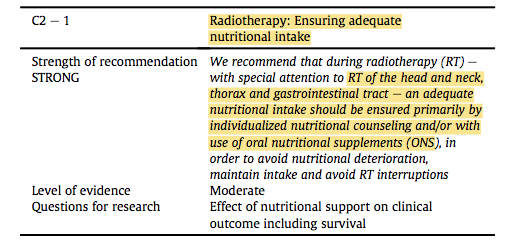 C2 – 1
Radiotherapy: Ensuring adequate
nutritional intake
Strength of recommendation
STRONG
We recommend that during radiotherapy (RT) –
with special attention to RT of the head and neck,
thorax and gastrointestinal tract – an adequate
nutritional intake should be ensured primarily by
individualized nutritional counseling and/or with
use of oral nutritional supplements (ONS), in
order to avoid nutritional deterioration,
maintain intake and avoid RT interruptions
Level of evidence
Moderate
Questions for research
Effect of nutritional support on clinical
outcome including survival